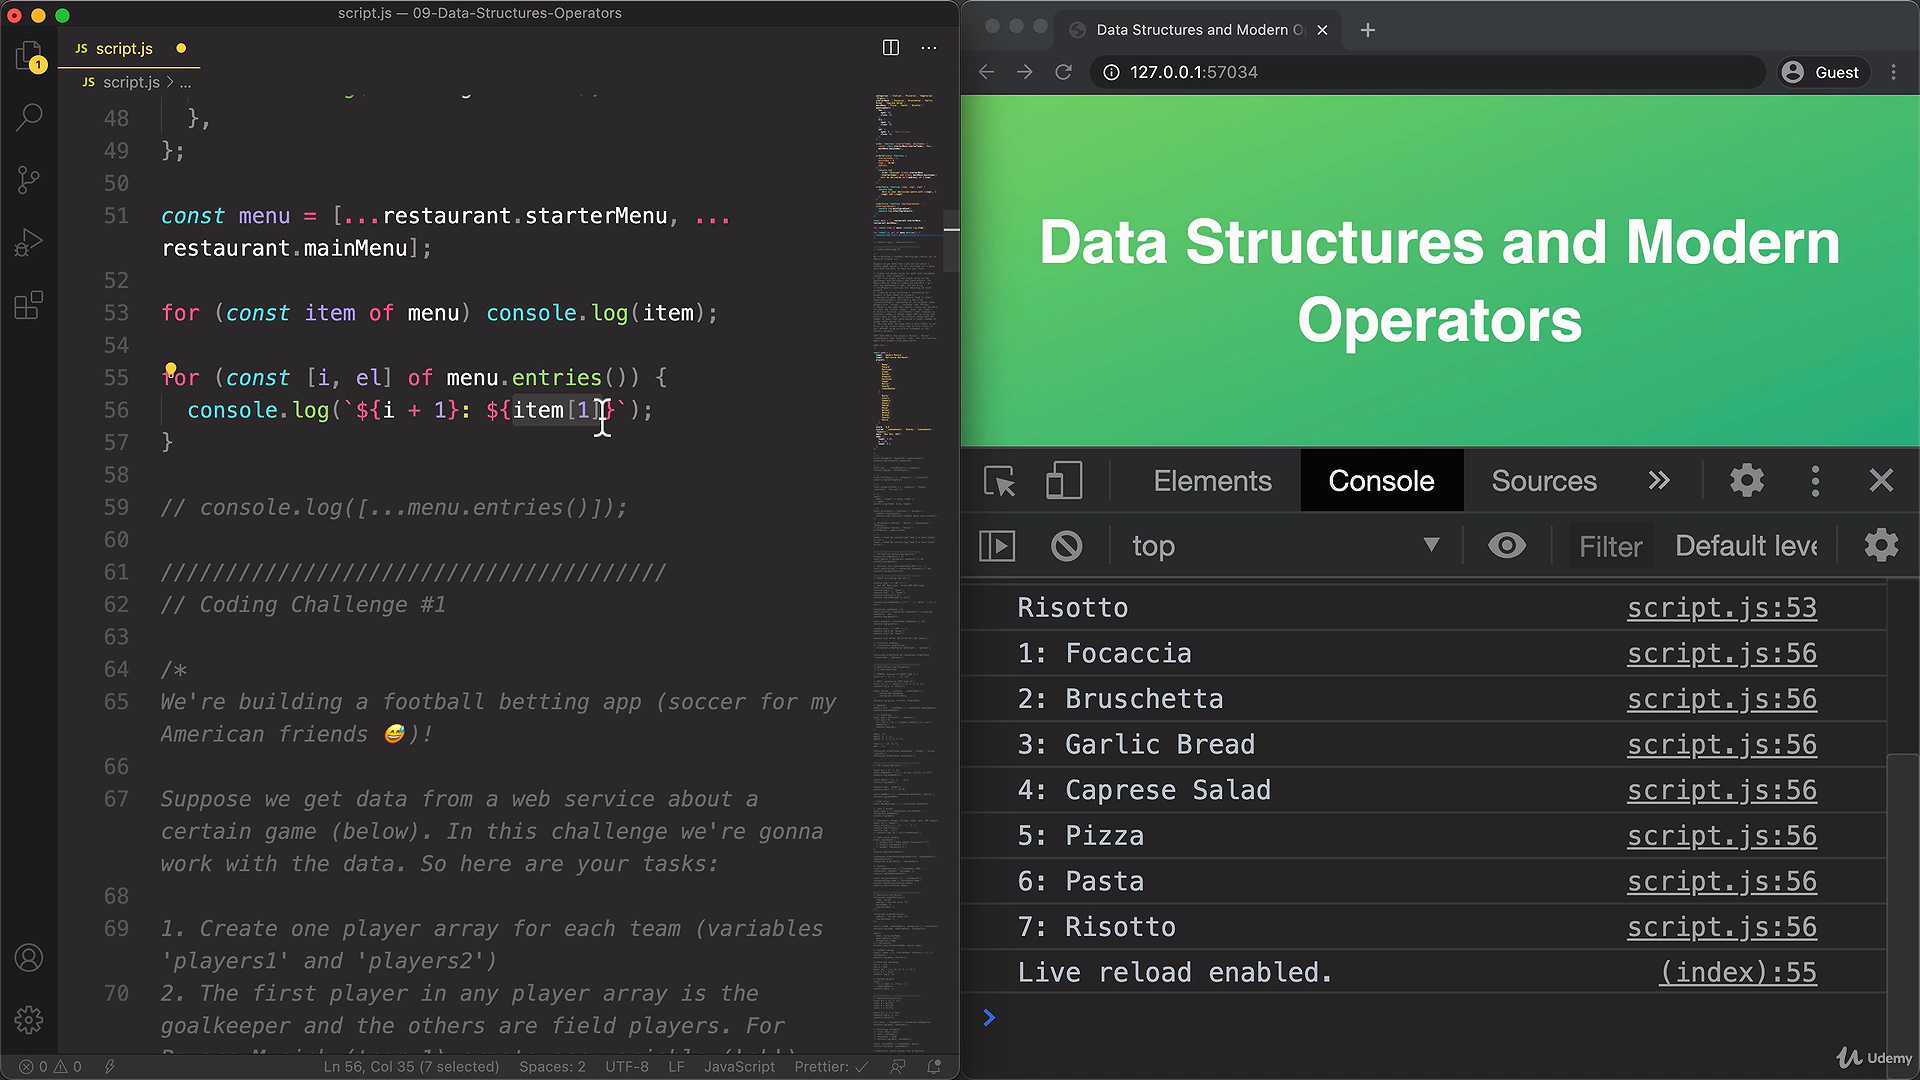 script.js — 09-Data-Structures-Operators
JS script.js
JS script.js > ...
1
48 },
49 };
50
51 const menu = [...restaurant.starterMenu, ...
restaurant.mainMenu];
52
53 for (const item of menu) console.log(item);
54
55 for (const [i, el] of menu.entries()) {
56 console.log(`${i + 1}: ${item[1]}`);
57 }
58
59 // console.log([...menu.entries()]);
60
61 ///////////////////////////////////////
62 // Coding Challenge #1
63
64 /*
65 We're building a football betting app (soccer for my
American friends 😅)!
66
67 Suppose we get data from a web service about a
certain game (below). In this challenge we're gonna
work with the data. So here are your tasks:
68
69 1. Create one player array for each team (variables
'players1' and 'players2')
70 2. The first player in any player array is the
goalkeeper and the others are field players. For
0 0 Ln 56, Col 35 (7 selected) Spaces: 2 UTF-8 LF JavaScript Prettier: ✓
Data Structures and Modern O
127.0.0.1:57034
Guest
Data Structures and Modern
Operators
Elements Console Sources »
top Filter Default leve
Risotto script.js:53
1: Focaccia script.js:56
2: Bruschetta script.js:56
3: Garlic Bread script.js:56
4: Caprese Salad script.js:56
5: Pizza script.js:56
6: Pasta script.js:56
7: Risotto script.js:56
Live reload enabled. (index):55
>
Udemy